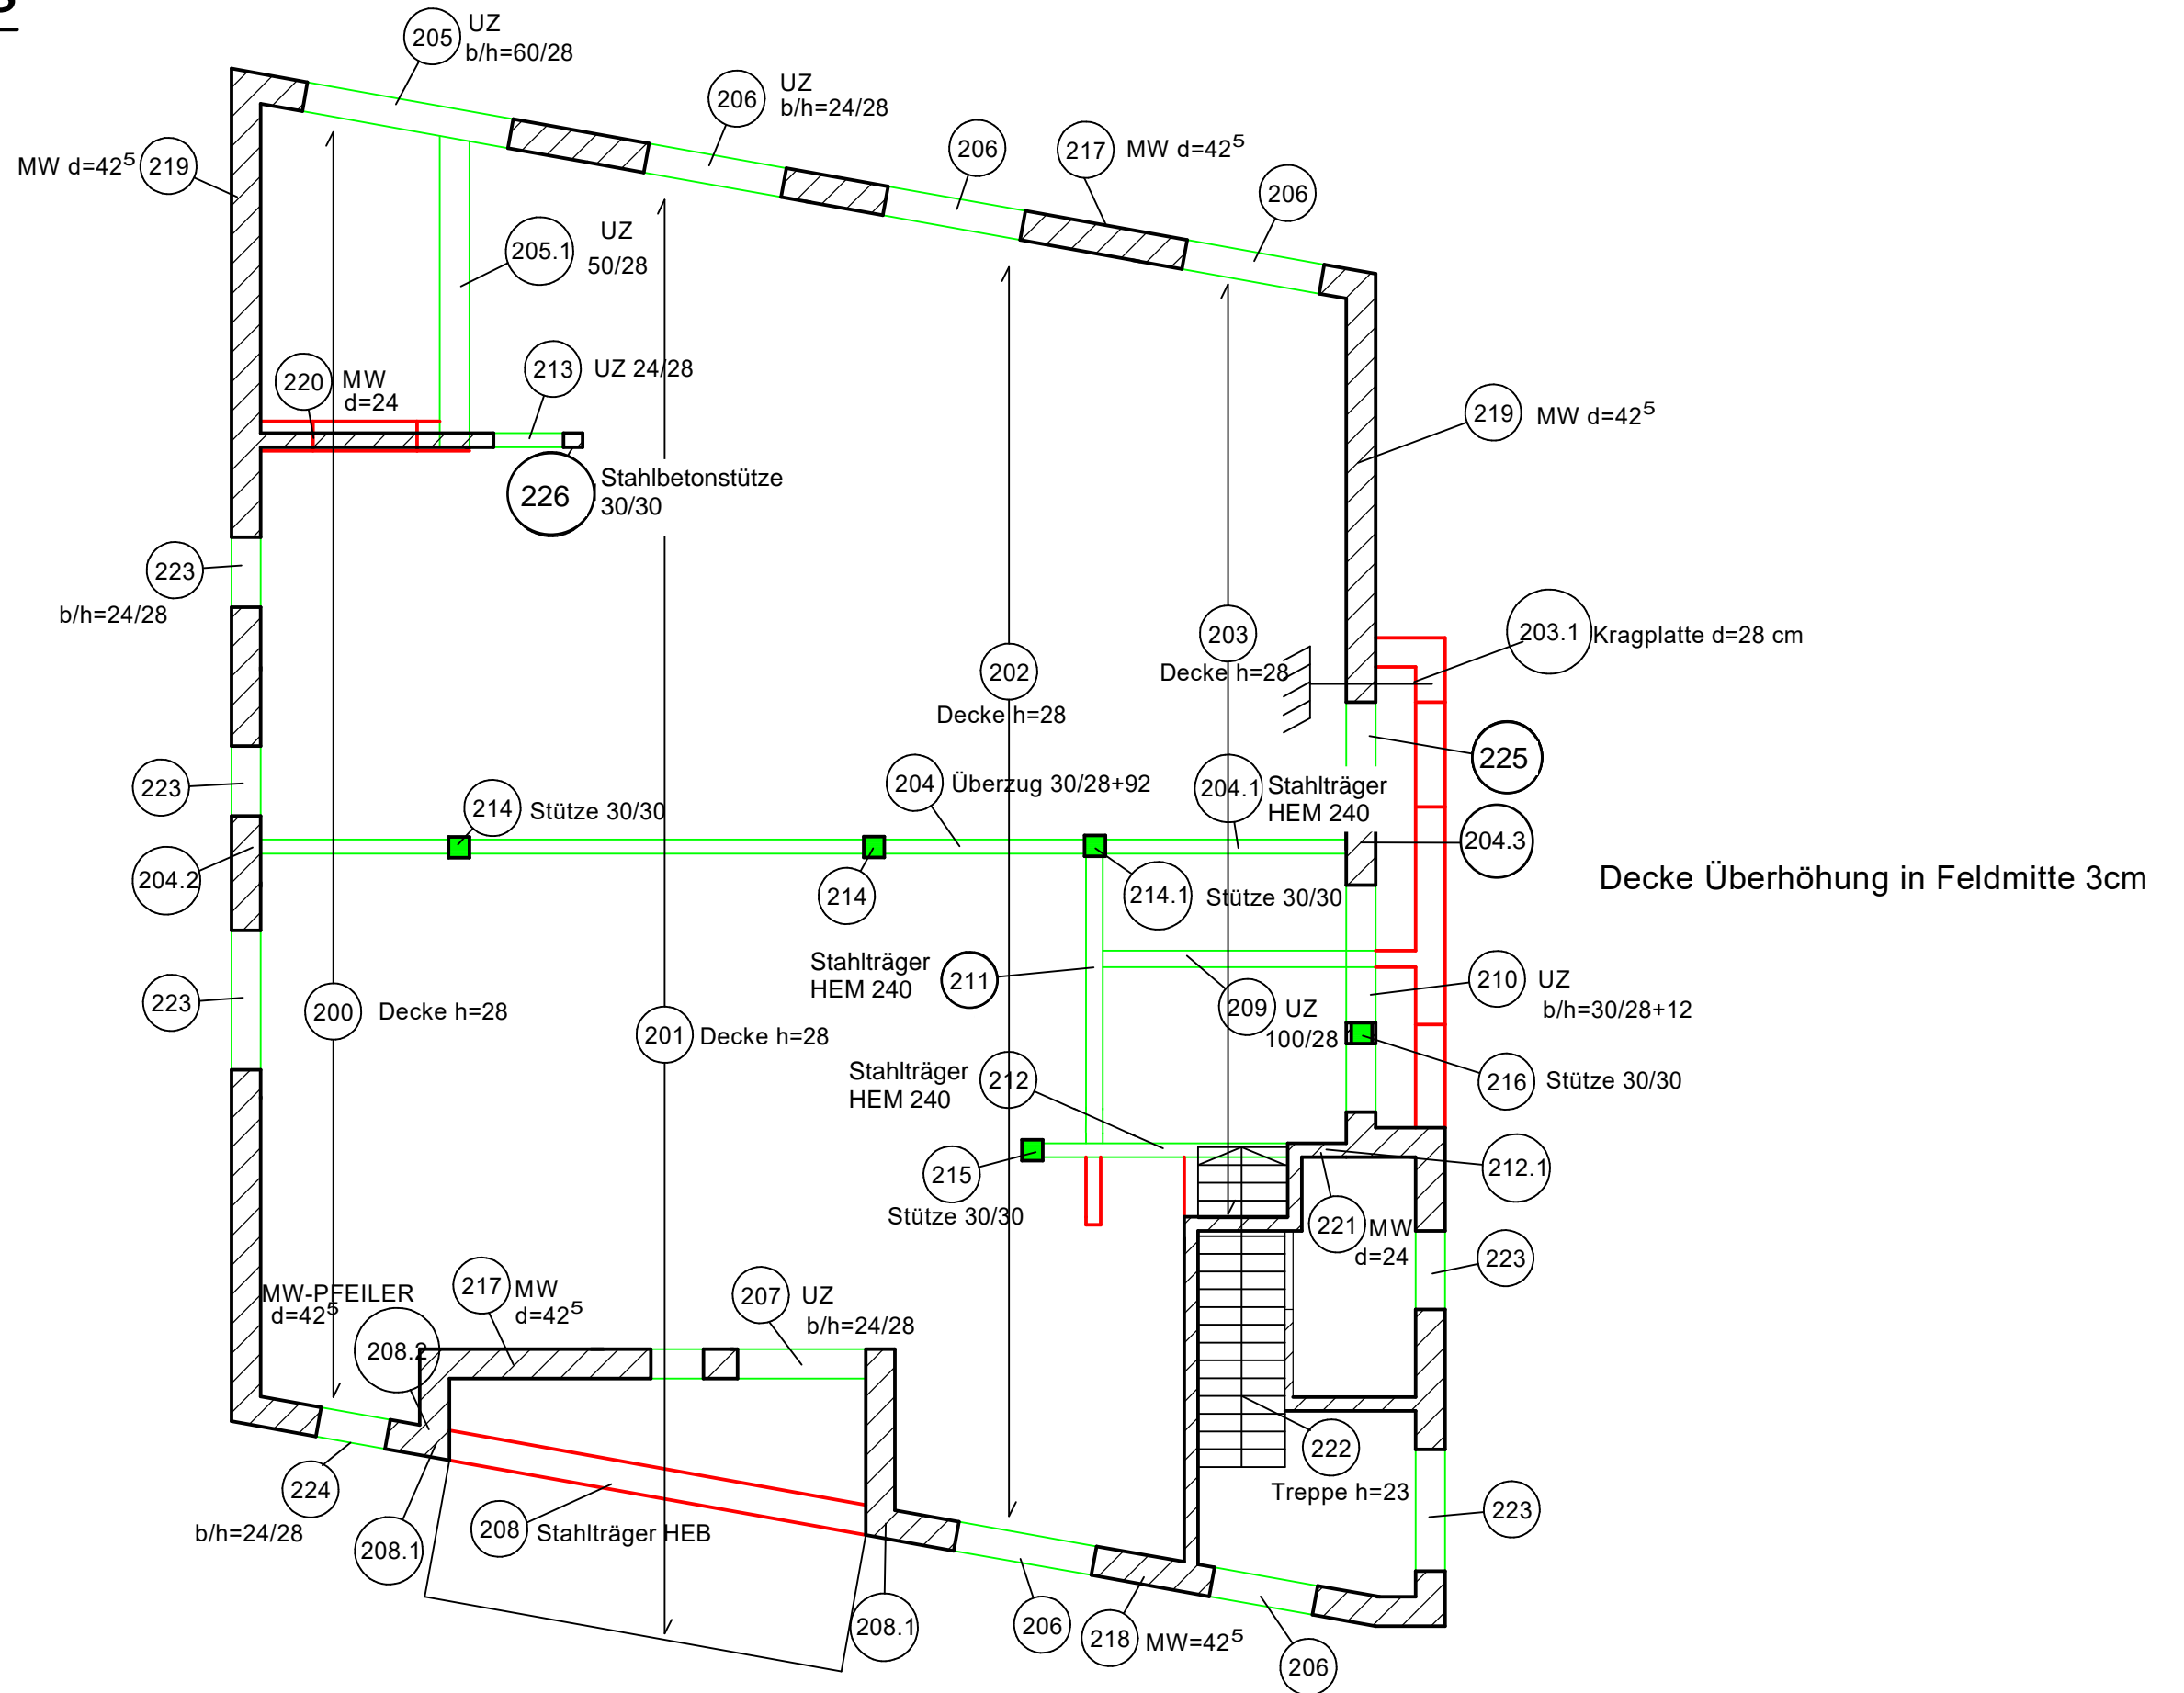 205
UZ
b/h=60/28
206
UZ
b/h=24/28
206
217
MW d=42⁵
206
MW d=42⁵
219
205.1
UZ
50/28
220
MW
d=24
213
UZ 24/28
219
MW d=42⁵
226
Stahlbetonstütze
30/30
223
b/h=24/28
203
Decke h=28
203.1
Kragplatte d=28 cm
202
Decke h=28
225
223
214
Stütze 30/30
204
Überzug 30/28+92
204.1
Stahlträger
HEM 240
204.3
204.2
214
214.1
Stütze 30/30
Decke Überhöhung in Feldmitte 3cm
Stahlträger
HEM 240
211
210
UZ
b/h=30/28+12
223
200
Decke h=28
209
UZ
100/28
201
Decke h=28
Stahlträger
HEM 240
212
216
Stütze 30/30
215
Stütze 30/30
212.1
221
MW
d=24
223
MW-PFEILER
d=42⁵
217
MW
d=42⁵
207
UZ
b/h=24/28
208.2
222
Treppe h=23
224
b/h=24/28
208
Stahlträger HEB
223
208.1
208.1
206
218
MW=42⁵
206